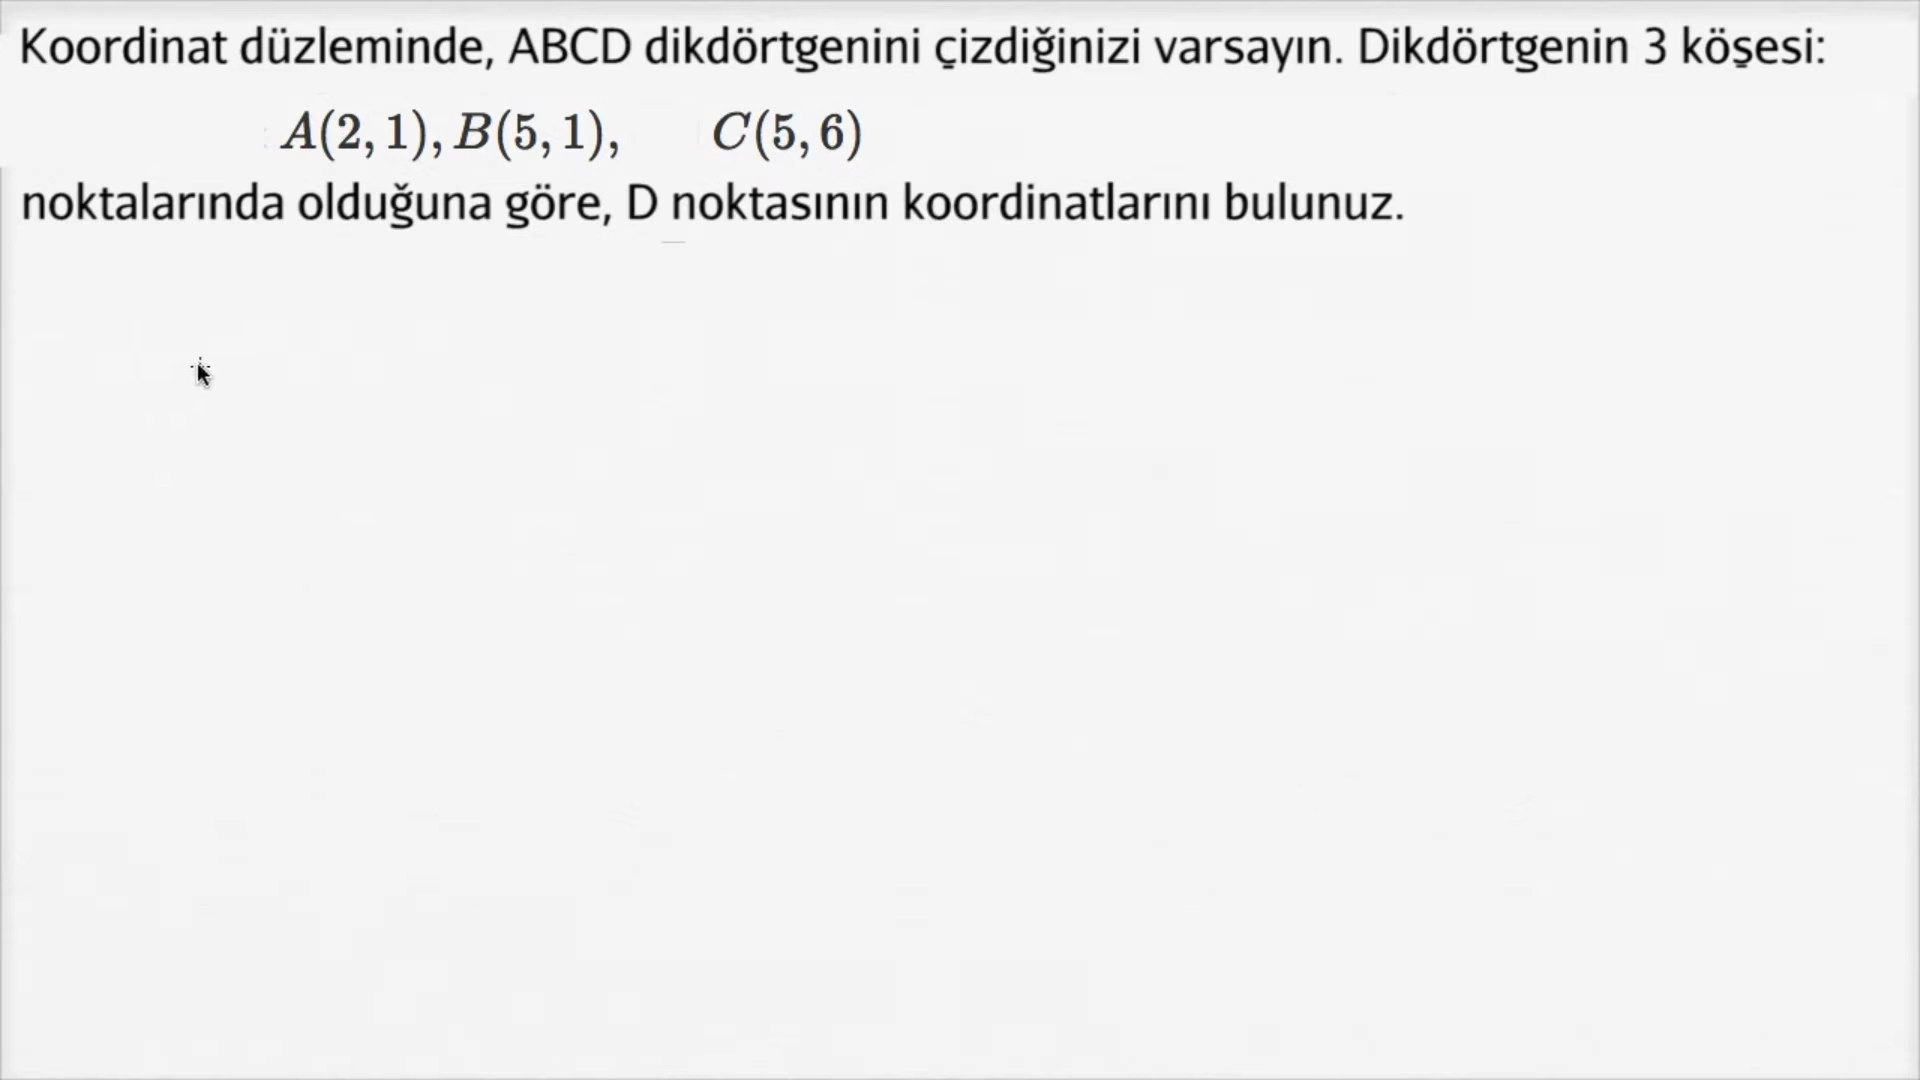 Koordinat düzleminde, ABCD dikdörtgenini çizdiğinizi varsayın. Dikdörtgenin 3 köşesi:
A(2, 1), B(5, 1), C(5, 6)
noktalarında olduğuna göre, D noktasının koordinatlarını bulunuz.